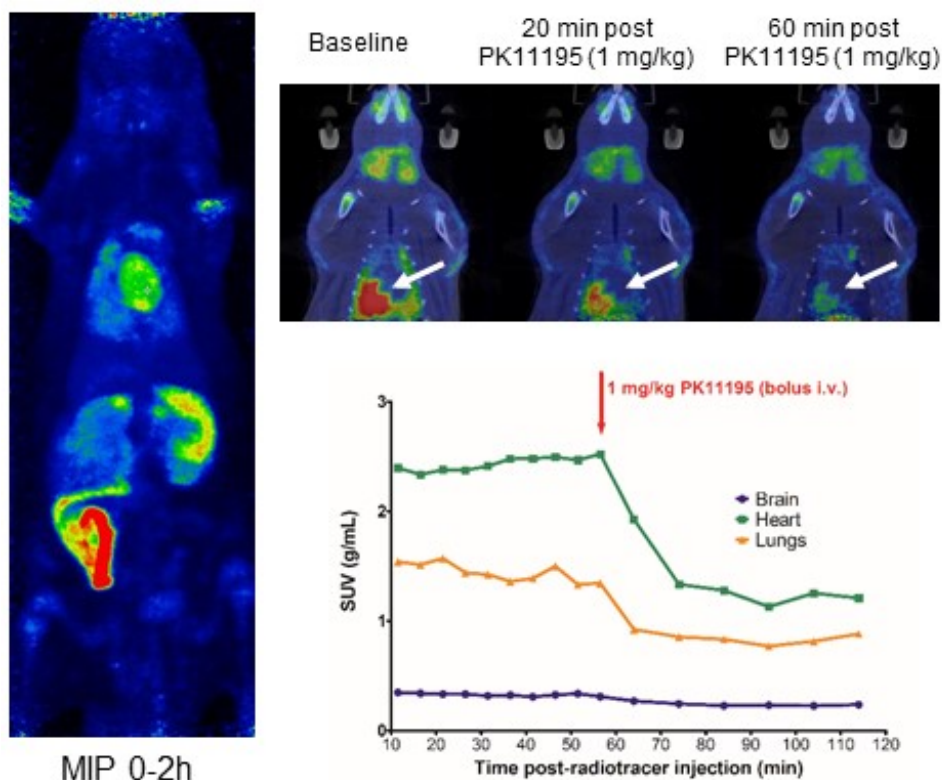 Baseline
20 min post
PK11195 (1 mg/kg)
60 min post
PK11195 (1 mg/kg)
MIP 0-2h
1 mg/kg PK11195 (bolus i.v.)
3
2
1
0
SUV (g/mL)
Brain
Heart
Lungs
10 20 30 40 50 60 70 80 90 100 110 120
Time post-radiotracer injection (min)